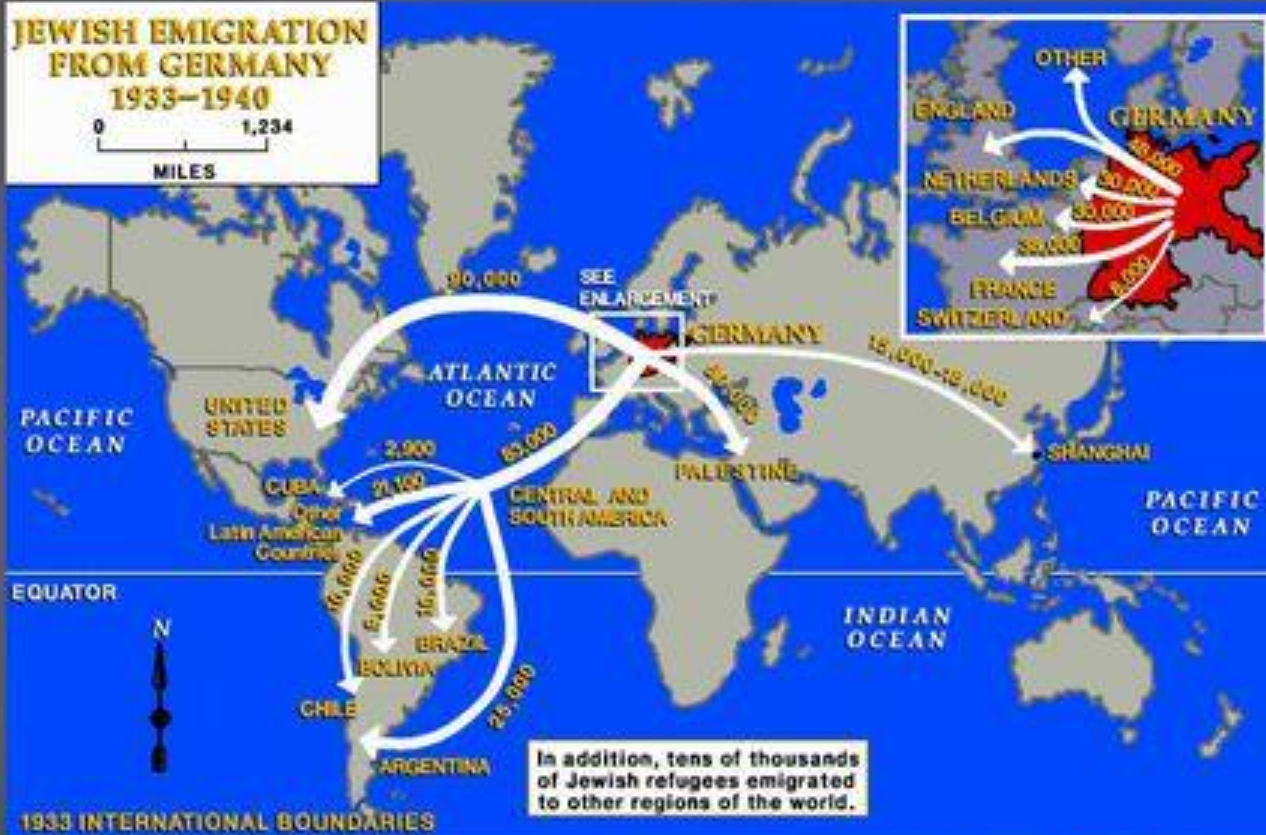 JEWISH EMIGRATION
FROM GERMANY
1933–1940
0 1,234
MILES
OTHER
ENGLAND
GERMANY
NETHERLANDS
30,000
BELGIUM
30,000
FRANCE
SWITZERLAND
90,000
SEE
ENLARGEMENT
GERMANY
15,000-18,000
ATLANTIC
OCEAN
PACIFIC
OCEAN
UNITED
STATES
2,900
CUBA
21,100
Other
Latin American
Countries
CENTRAL AND
SOUTH AMERICA
PALESTINE
SHANGHAI
PACIFIC
OCEAN
EQUATOR
INDIAN
OCEAN
N
BRAZIL
BOLIVIA
CHILE
25,000
ARGENTINA
In addition, tens of thousands
of Jewish refugees emigrated
to other regions of the world.
1933 INTERNATIONAL BOUNDARIES